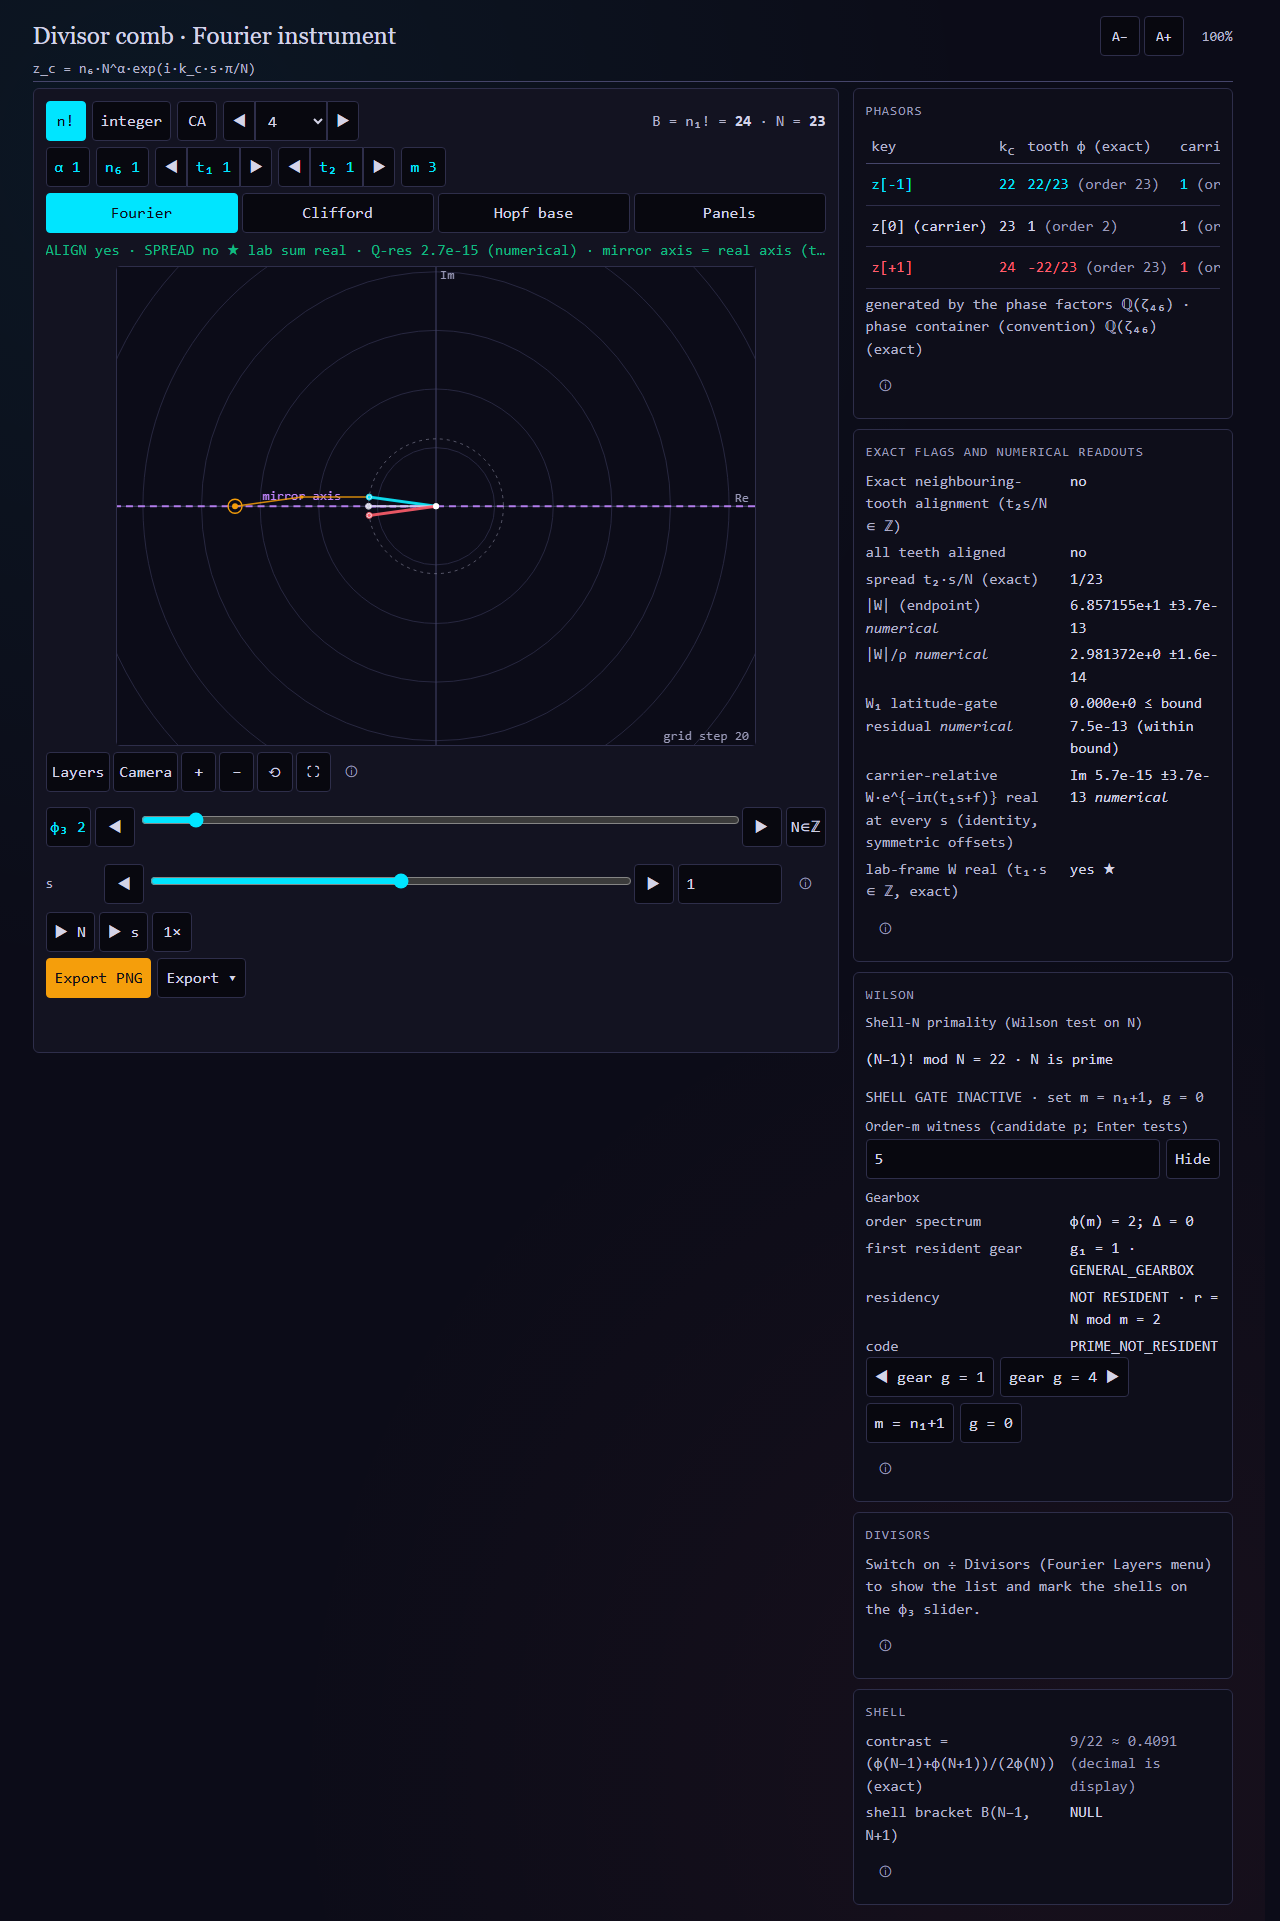 Divisor comb · Fourier instrument
A− A+ 100%
z_c = n₆·N^α·exp(i·k_c·s·π/N)
n! integer CA ◀ 4 ▶ B = n₁! = 24 · N = 23
α 1 n₆ 1 ◀ t₁ 1 ▶ ◀ t₂ 1 ▶ m 3
Fourier Clifford Hopf base Panels
ALIGN yes · SPREAD no ★ lab sum real · Q-res 2.7e-15 (numerical) · mirror axis = real axis (t…
Im
mirror axis
Re
grid step 20
Layers Camera + − ⟲ ⛶ ⓘ
ϕ₃ 2 ◀ ▶ N∈ℤ
s ◀ ▶ 1 ⓘ
▶ N ▶ s 1×
Export PNG Export ▾
PHASORS
key k_C tooth ϕ (exact) carri
z[-1] 22 22/23 (order 23) 1 (or
z[0] (carrier) 23 1 (order 2) 1 (or
z[+1] 24 -22/23 (order 23) 1 (or
generated by the phase factors ℚ(ζ₄₆) ·
phase container (convention) ℚ(ζ₄₆)
(exact)
ⓘ
EXACT FLAGS AND NUMERICAL READOUTS
Exact neighbouring- no
tooth alignment (t₂s/N
∈ ℤ)
all teeth aligned no
spread t₂·s/N (exact) 1/23
|W| (endpoint) 6.857155e+1 ±3.7e-
numerical 13
|W|/ρ numerical 2.981372e+0 ±1.6e-
14
W₁ latitude-gate 0.000e+0 ≤ bound
residual numerical 7.5e-13 (within
bound)
carrier-relative Im 5.7e-15 ±3.7e-
W·e^{−iπ(t₁s+f)} real 13 numerical
at every s (identity,
symmetric offsets)
lab-frame W real (t₁·s yes ★
∈ ℤ, exact)
ⓘ
WILSON
Shell-N primality (Wilson test on N)
(N−1)! mod N = 22 · N is prime
SHELL GATE INACTIVE · set m = n₁+1, g = 0
Order-m witness (candidate p; Enter tests)
5 Hide
Gearbox
order spectrum ϕ(m) = 2; Δ = 0
first resident gear g₁ = 1 ·
GENERAL_GEARBOX
residency NOT RESIDENT · r =
N mod m = 2
code PRIME_NOT_RESIDENT
◀ gear g = 1 gear g = 4 ▶
m = n₁+1 g = 0
ⓘ
DIVISORS
Switch on ÷ Divisors (Fourier Layers menu)
to show the list and mark the shells on
the ϕ₃ slider.
ⓘ
SHELL
contrast = 9/22 ≈ 0.4091
(ϕ(N−1)+ϕ(N+1))/(2ϕ(N)) (decimal is
(exact) display)
shell bracket B(N−1, NULL
N+1)
ⓘ